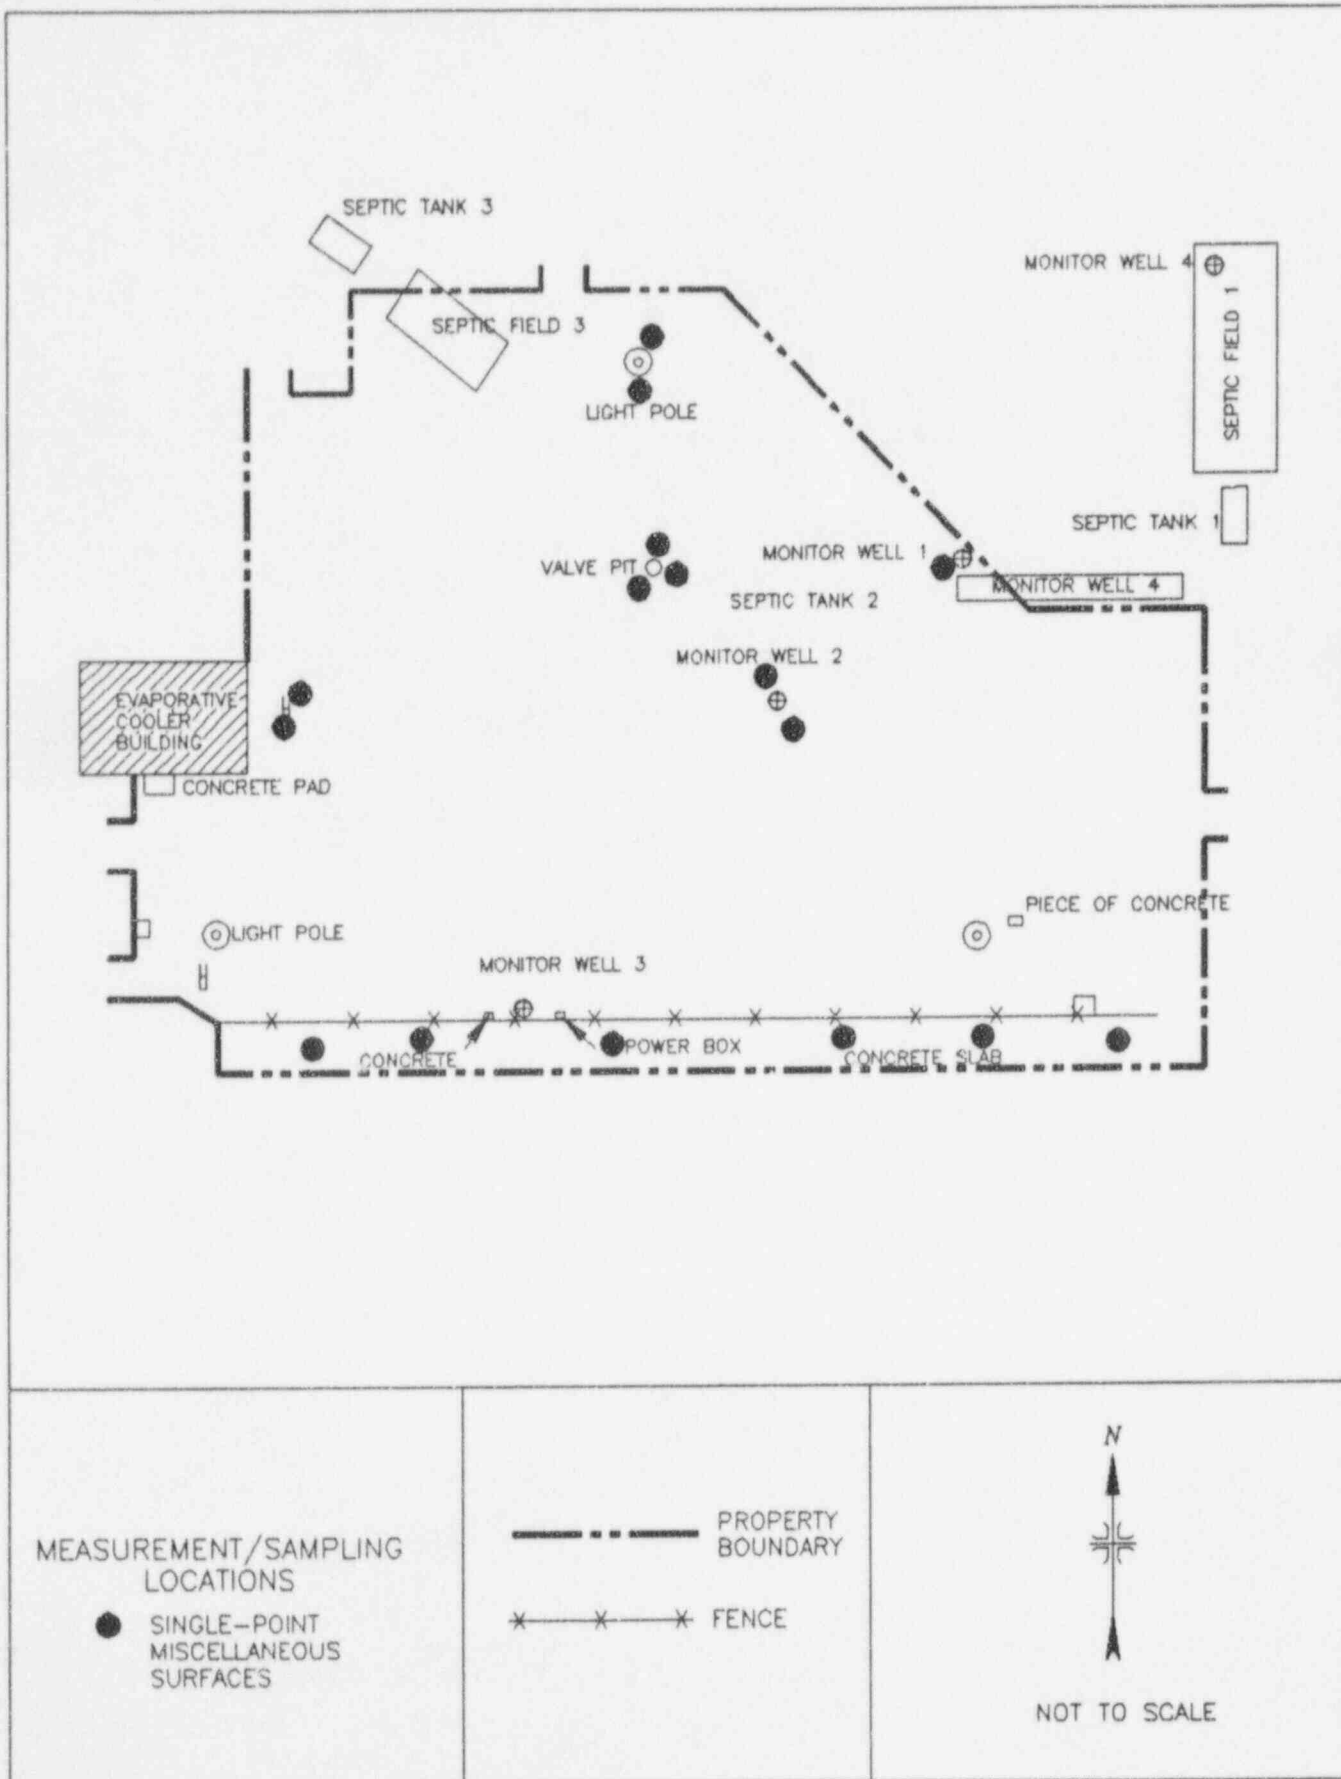 SEPTIC TANK 3
MONITOR WELL 4
SEPTIC FIELD 1
SEPTIC FIELD 3
LIGHT POLE
SEPTIC TANK 1
MONITOR WELL 1
VALVE PIT
MONITOR WELL 4
SEPTIC TANK 2
MONITOR WELL 2
EVAPORATIVE
COOLER
BUILDING
CONCRETE PAD
PIECE OF CONCRETE
LIGHT POLE
MONITOR WELL 3
POWER BOX
CONCRETE
CONCRETE SLAB
MEASUREMENT/SAMPLING
LOCATIONS
SINGLE-POINT
MISCELLANEOUS
SURFACES
PROPERTY
BOUNDARY
FENCE
N
NOT TO SCALE